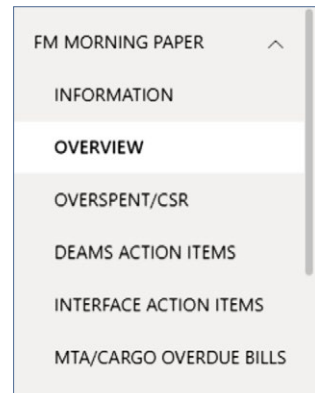 FM MORNING PAPER
INFORMATION
OVERVIEW
OVERSPENT/CSR
DEAMS ACTION ITEMS
INTERFACE ACTION ITEMS
MTA/CARGO OVERDUE BILLS